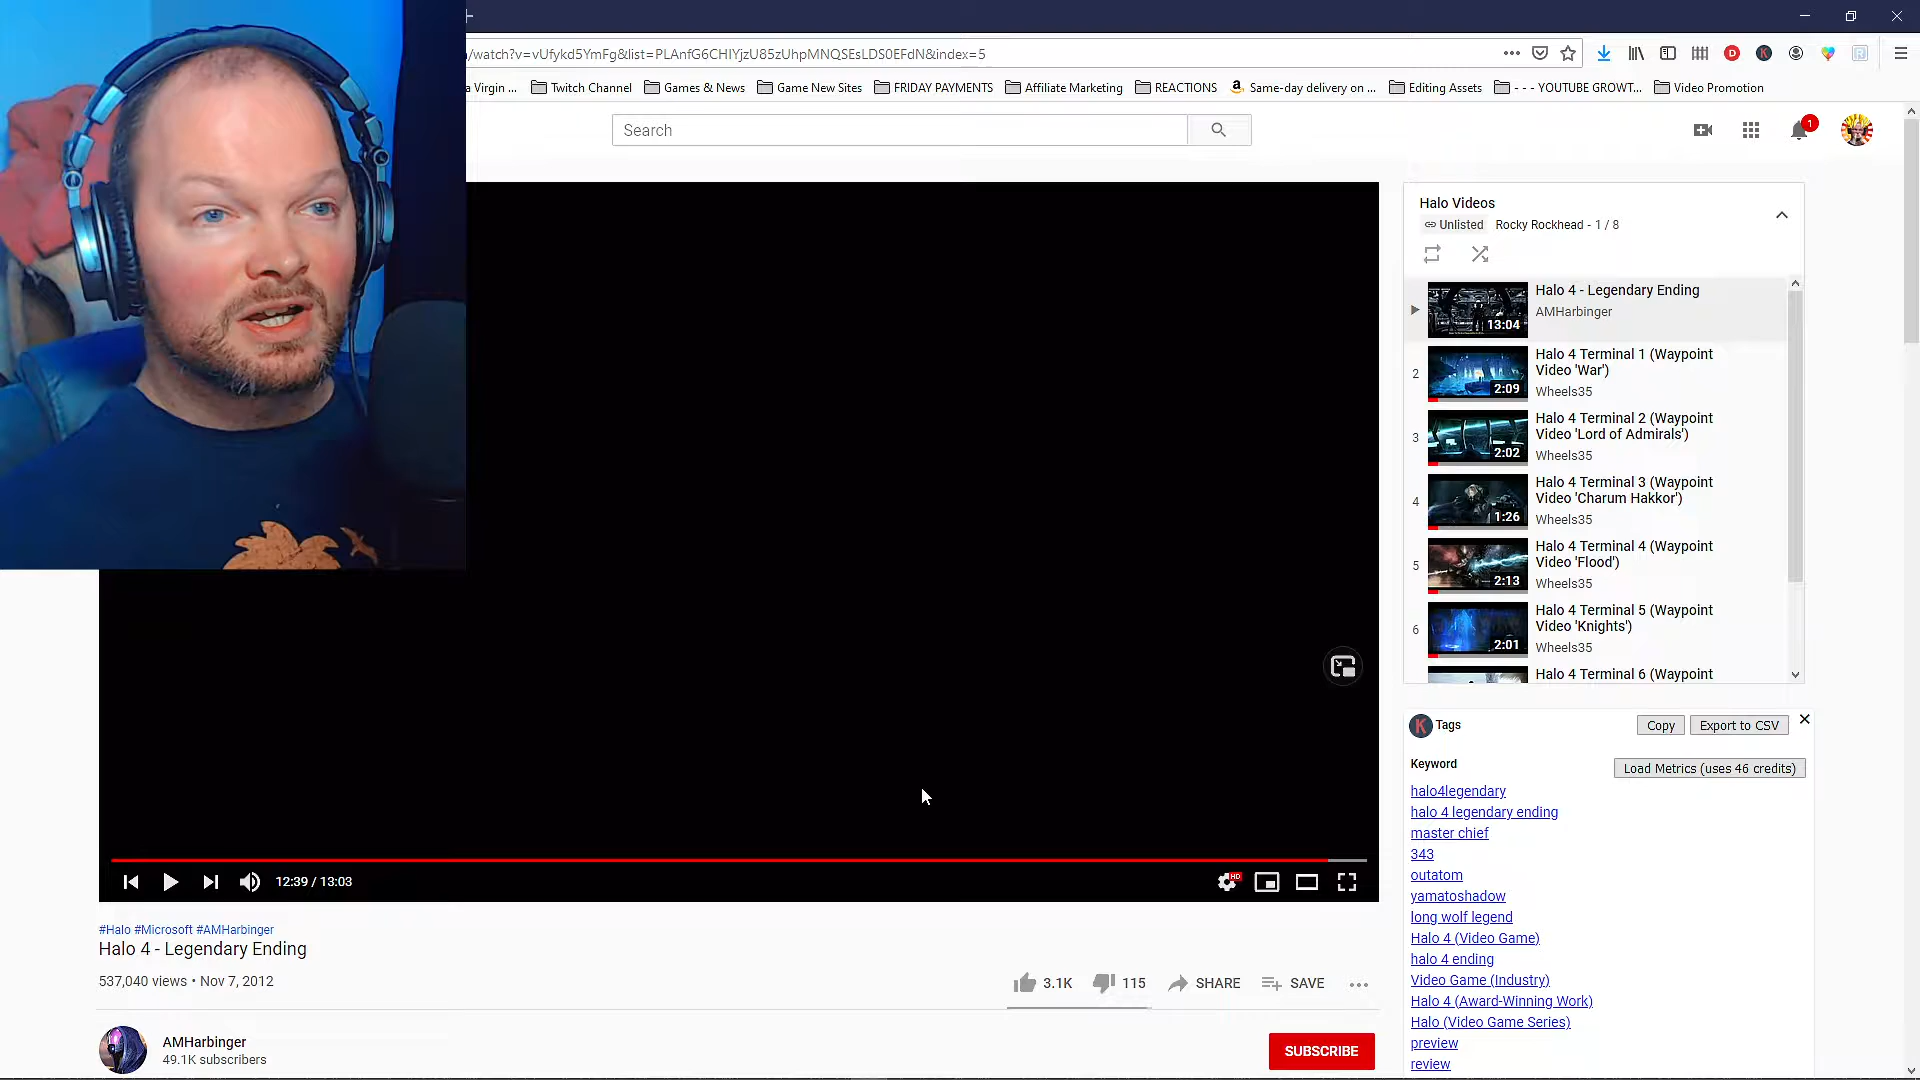 /watch?v=vUfykd5YmFg&list=PLAnfG6CHIYjzU85zUhpMNQSEsLDS0EFdN&index=5
a Virgin ... Twitch Channel Games & News Game New Sites FRIDAY PAYMENTS Affiliate Marketing REACTIONS Same-day delivery on ... Editing Assets - - - YOUTUBE GROWT... Video Promotion
Search
1
Halo Videos
Unlisted Rocky Rockhead - 1 / 8
Halo 4 - Legendary Ending
AMHarbinger
13:04
2
Halo 4 Terminal 1 (Waypoint
Video 'War')
Wheels35
2:09
3
Halo 4 Terminal 2 (Waypoint
Video 'Lord of Admirals')
Wheels35
2:02
4
Halo 4 Terminal 3 (Waypoint
Video 'Charum Hakkor')
Wheels35
1:26
5
Halo 4 Terminal 4 (Waypoint
Video 'Flood')
Wheels35
2:13
6
Halo 4 Terminal 5 (Waypoint
Video 'Knights')
Wheels35
2:01
Halo 4 Terminal 6 (Waypoint
12:39 / 13:03
HD
#Halo #Microsoft #AMHarbinger
Halo 4 - Legendary Ending
537,040 views • Nov 7, 2012
3.1K 115 SHARE SAVE
AMHarbinger
49.1K subscribers
SUBSCRIBE
K Tags Copy Export to CSV
Keyword Load Metrics (uses 46 credits)
halo4legendary
halo 4 legendary ending
master chief
343
outatom
yamatoshadow
long wolf legend
Halo 4 (Video Game)
halo 4 ending
Video Game (Industry)
Halo 4 (Award-Winning Work)
Halo (Video Game Series)
preview
review